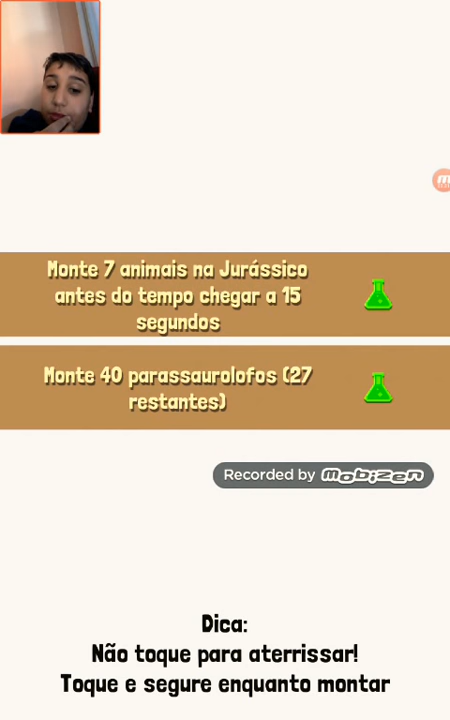 Monte 7 animais na Jurássico
antes do tempo chegar a 15
segundos
Monte 40 parassaurolofos (27
restantes)
Recorded by mobizen
Dica:
Não toque para aterrissar!
Toque e segure enquanto montar